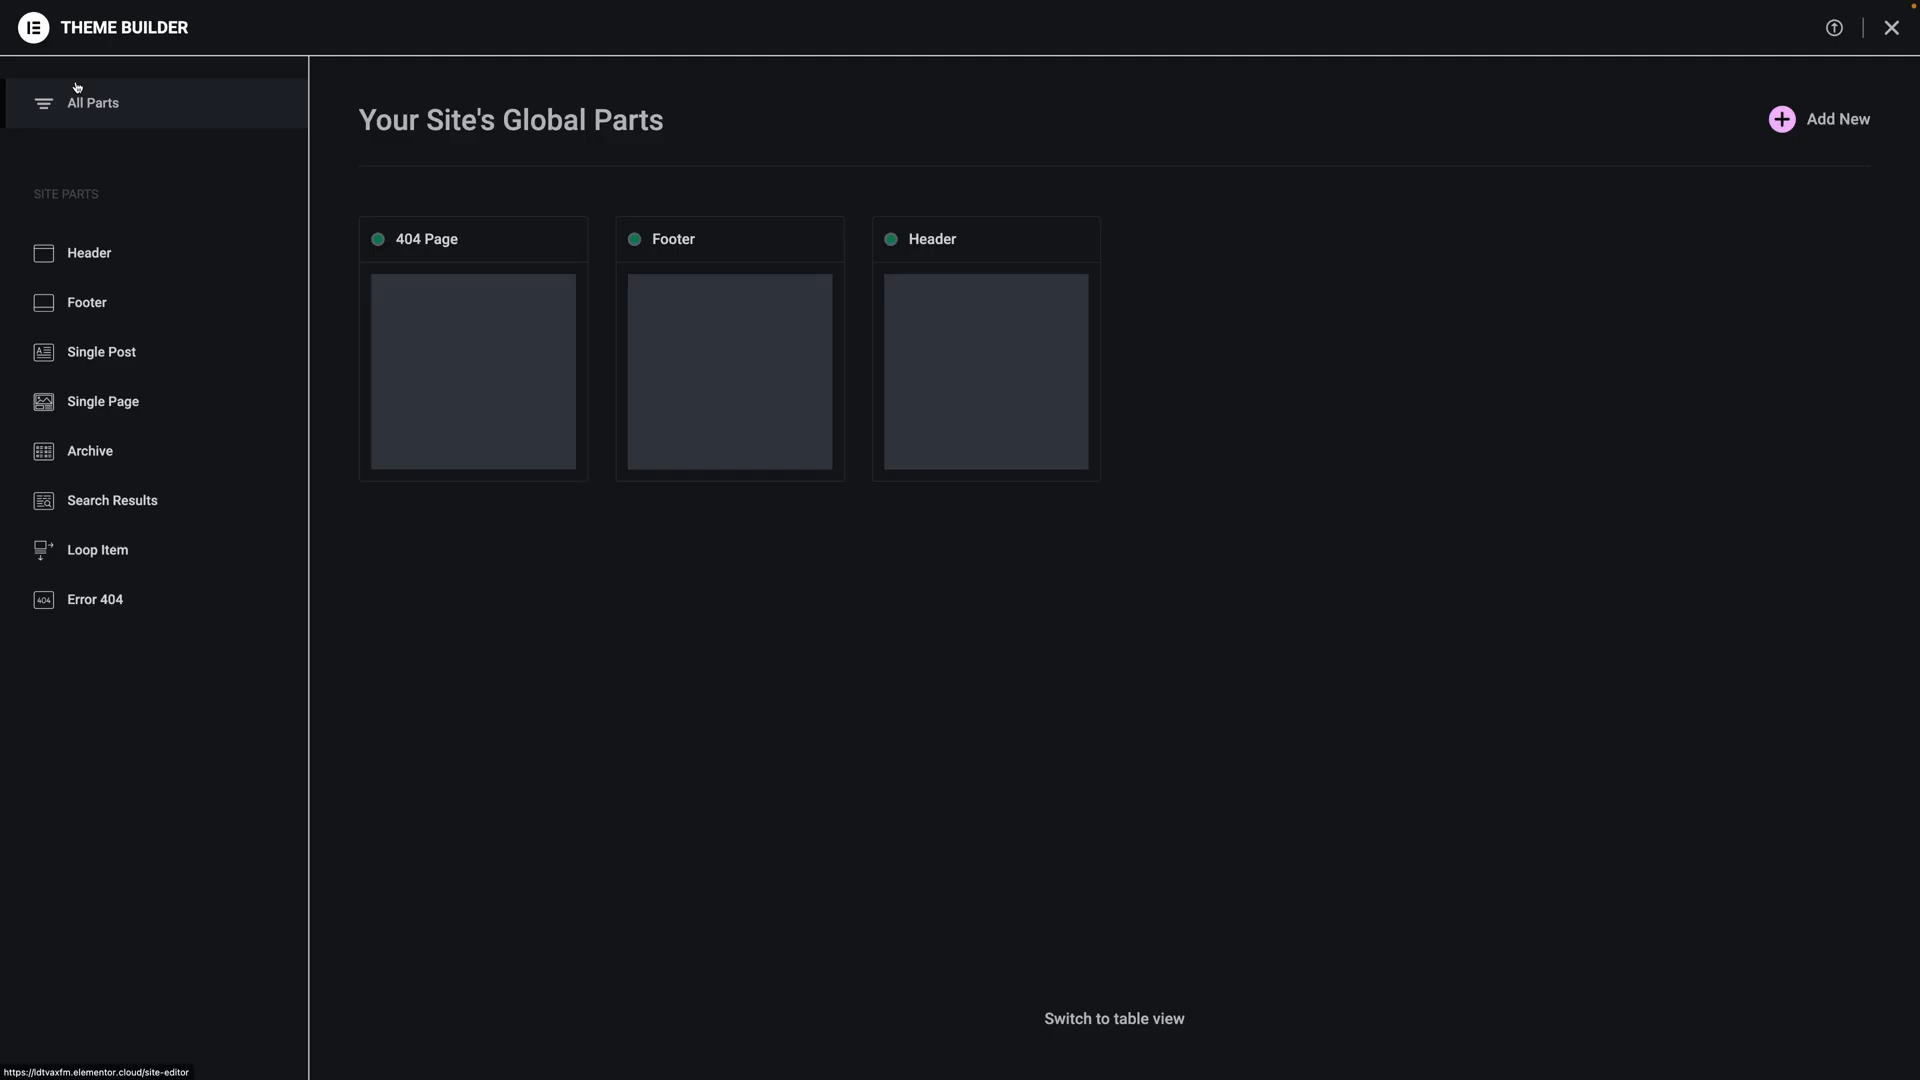 THEME BUILDER
All Parts
Your Site's Global Parts
Add New
SITE PARTS
404 Page
Footer
Header
Header
Footer
Single Post
Single Page
Archive
Search Results
Loop Item
404
Error 404
Switch to table view
https://ldtvaxfm.elementor.cloud/site-editor